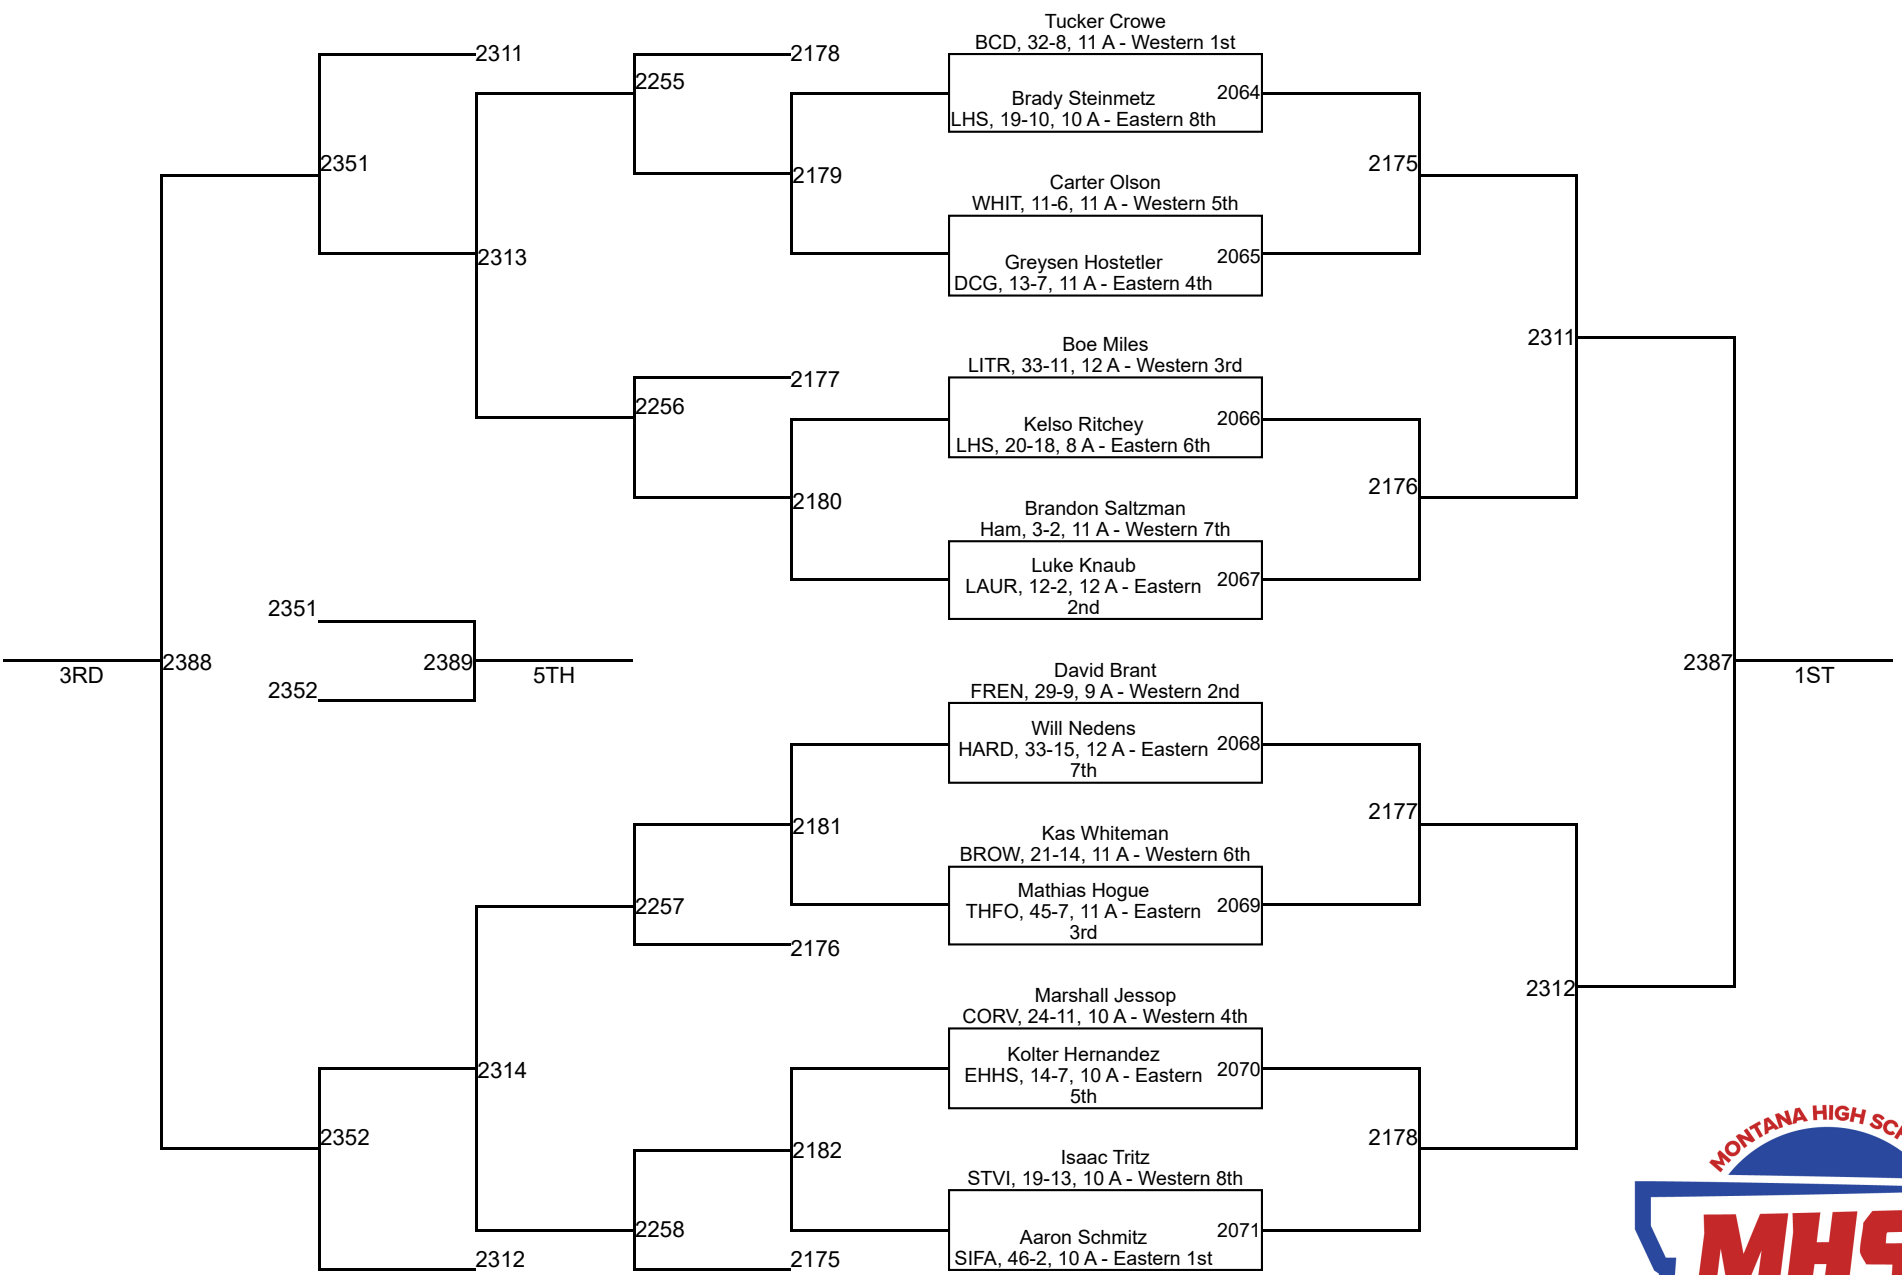 Tucker Crowe
BCD, 32-8, 11 A - Western 1st
2311
2178
2255
Brady Steinmetz
2064
LHS, 19-10, 10 A - Eastern 8th
2351
2179
2175
Carter Olson
WHIT, 11-6, 11 A - Western 5th
2313
Greysen Hostetler
2065
DCG, 13-7, 11 A - Eastern 4th
2311
Boe Miles
LITR, 33-11, 12 A - Western 3rd
2177
2256
Kelso Ritchey
2066
LHS, 20-18, 8 A - Eastern 6th
2180
2176
Brandon Saltzman
Ham, 3-2, 11 A - Western 7th
Luke Knaub
LAUR, 12-2, 12 A - Eastern
2nd
2067
2351
2388
2389
2387
3RD
5TH
1ST
2352
David Brant
FREN, 29-9, 9 A - Western 2nd
Will Nedens
HARD, 33-15, 12 A - Eastern
7th
2068
2181
2177
Kas Whiteman
BROW, 21-14, 11 A - Western 6th
Mathias Hogue
THFO, 45-7, 11 A - Eastern
3rd
2069
2257
2176
2312
Marshall Jessop
CORV, 24-11, 10 A - Western 4th
Kolter Hernandez
EHHS, 14-7, 10 A - Eastern
5th
2070
2314
2352
2182
2178
Isaac Tritz
STVI, 19-13, 10 A - Western 8th
2258
Aaron Schmitz
2071
SIFA, 46-2, 10 A - Eastern 1st
2312
2175
MONTANA HIGH SCH
MHS